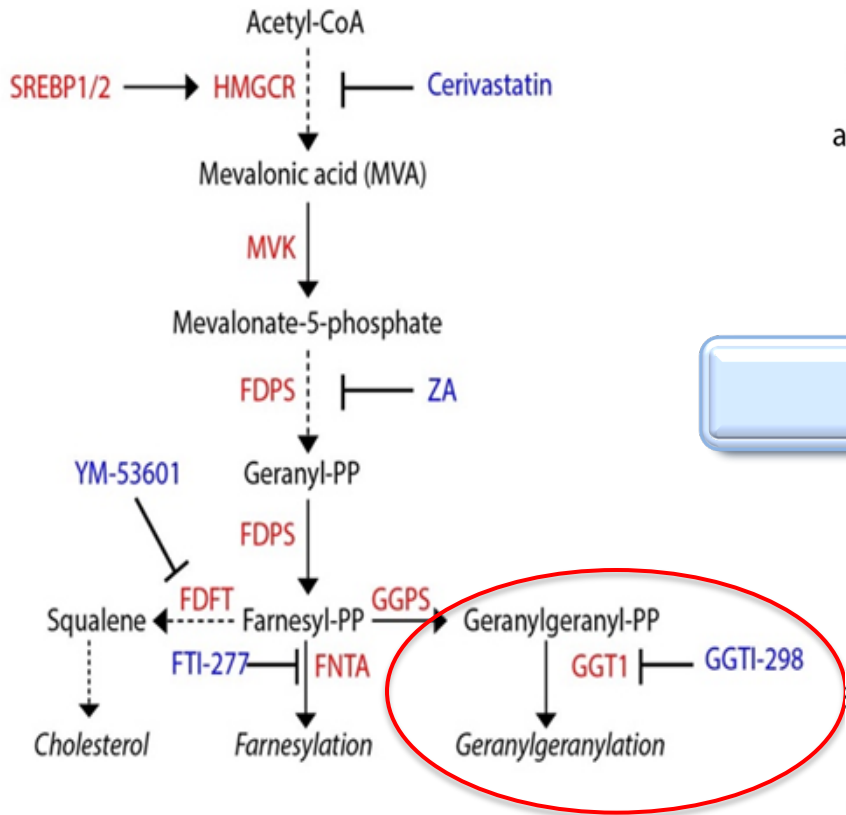 Acetyl-CoA
SREBP1/2 HMGCR Cerivastatin
a
Mevalonic acid (MVA)
MVK
Mevalonate-5-phosphate
FDPS ZA
YM-53601 Geranyl-PP
FDPS
FDFT GGPS
Squalene Farnesyl-PP Geranylgeranyl-PP
FTI-277 FNTA GGT1 GGTI-298
Cholesterol Farnesylation Geranylgeranylation